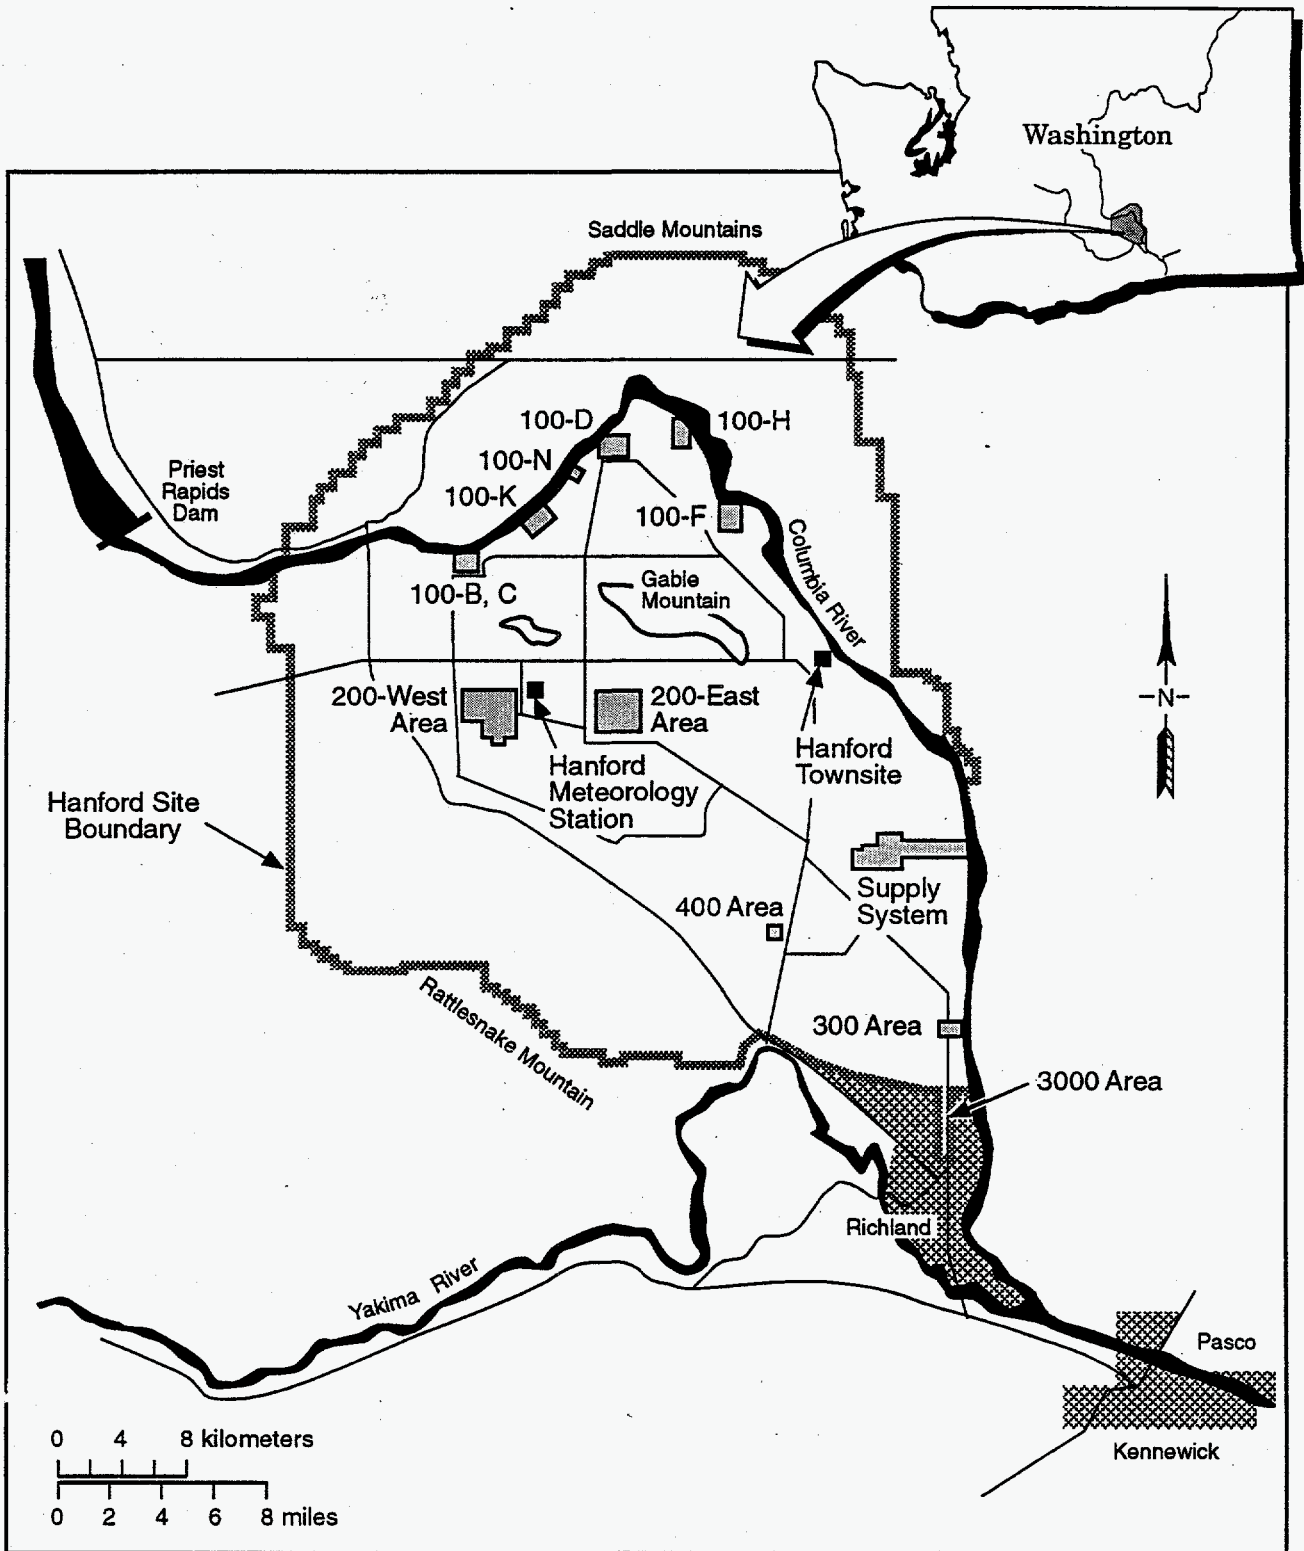 Washington
Saddle Mountains
100-D
100-H
100-N
Priest
Rapids
Dam
100-K
100-F
Columbia River
Gable
Mountain
100-B, C
N
200-West
Area
200-East
Area
Hanford
Townsite
Hanford
Meteorology
Station
Hanford Site
Boundary
Supply
System
400 Area
Rattlesnake Mountain
300 Area
3000 Area
Richland
Yakima River
Pasco
Kennewick
0 4 8 kilometers
0 2 4 6 8 miles